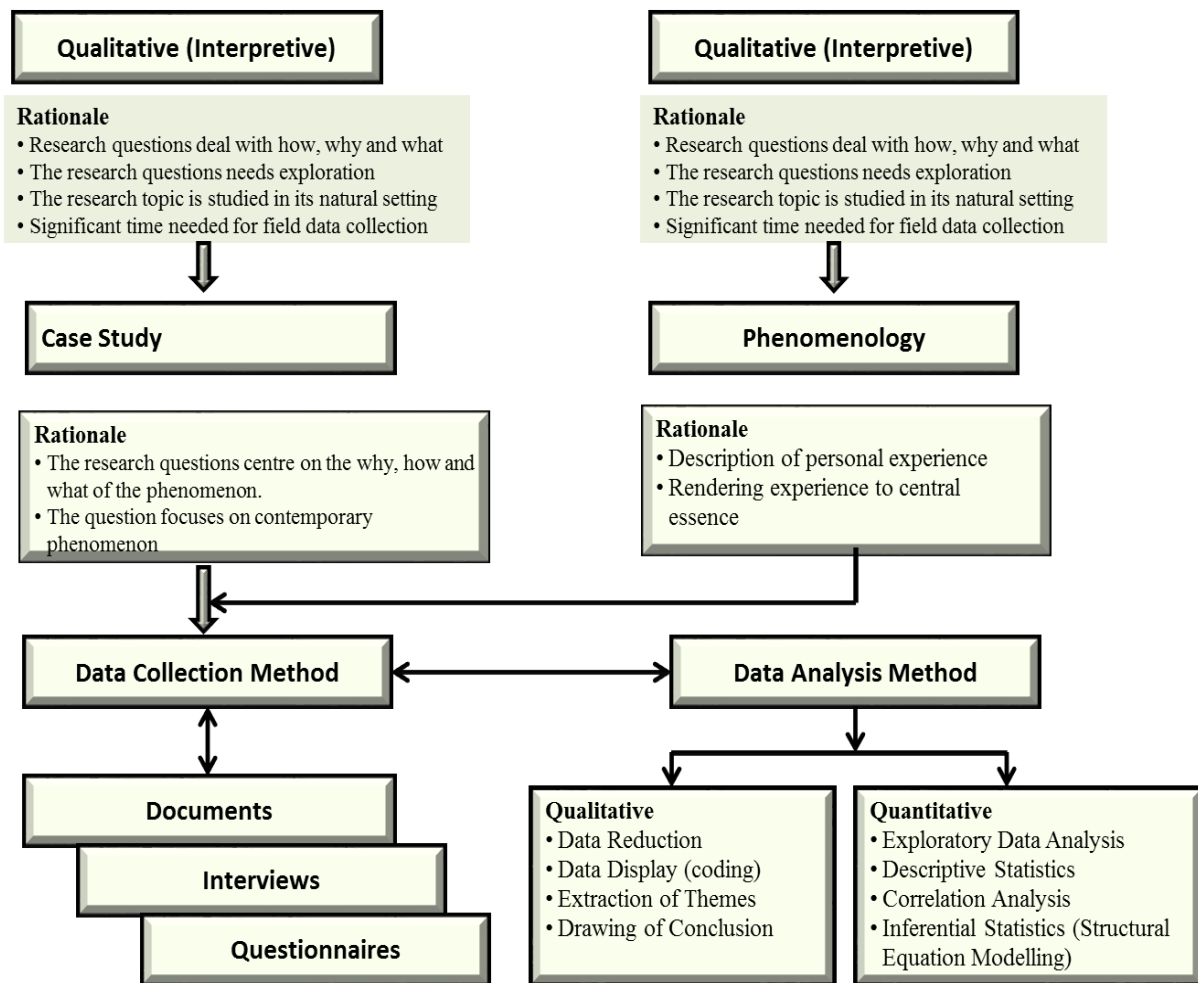 Qualitative (Interpretive)
Rationale
• Research questions deal with how, why and what
• The research questions needs exploration
• The research topic is studied in its natural setting
• Significant time needed for field data collection
Case Study
Rationale
• The research questions centre on the why, how and
what of the phenomenon.
• The question focuses on contemporary
phenomenon
Qualitative (Interpretive)
Rationale
• Research questions deal with how, why and what
• The research questions needs exploration
• The research topic is studied in its natural setting
• Significant time needed for field data collection
Phenomenology
Rationale
• Description of personal experience
• Rendering experience to central
essence
Data Collection Method
Data Analysis Method
Documents
Interviews
Questionnaires
Qualitative
• Data Reduction
• Data Display (coding)
• Extraction of Themes
• Drawing of Conclusion
Quantitative
• Exploratory Data Analysis
• Descriptive Statistics
• Correlation Analysis
• Inferential Statistics (Structural
Equation Modelling)